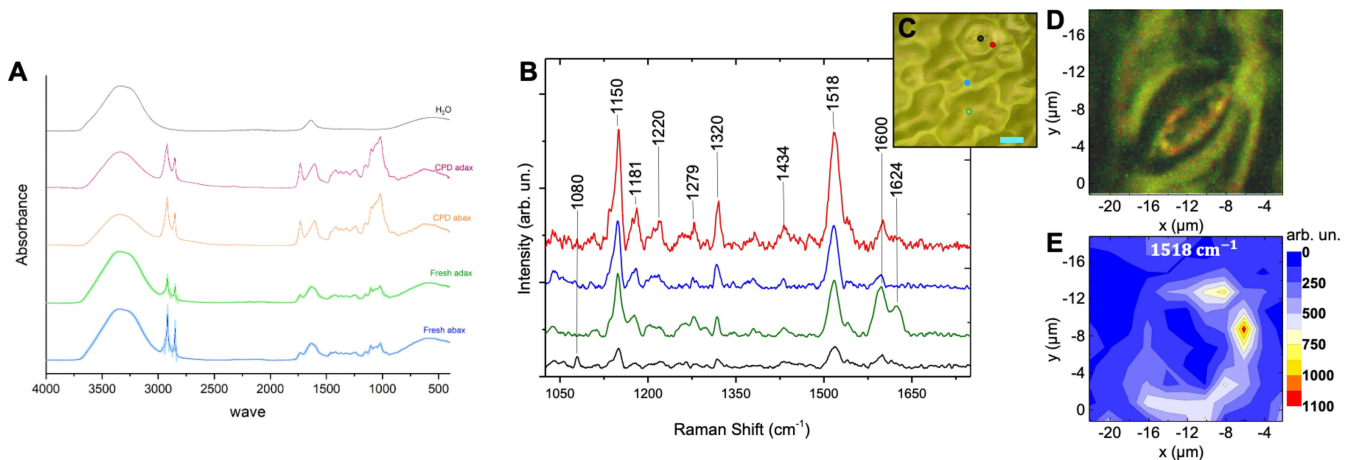 A
Absorbance
H₂O
CPD adax
CPD abax
Fresh adax
Fresh abax
4000 3500 3000 2500 2000 1500 1000 500
wave
B
Intensity (arb. un.)
1080
1150
1181
1220
1279
1320
1434
1518
1600
1624
1050 1200 1350 1500 1650
Raman Shift (cm⁻¹)
C
D
y (µm)
-16
-12
-8
-4
0
-20 -16 -12 -8 -4
x (µm)
E
1518 cm⁻¹
y (µm)
-16
-12
-8
-4
0
-20 -16 -12 -8 -4
x (µm)
arb. un.
0
250
500
750
1000
1100